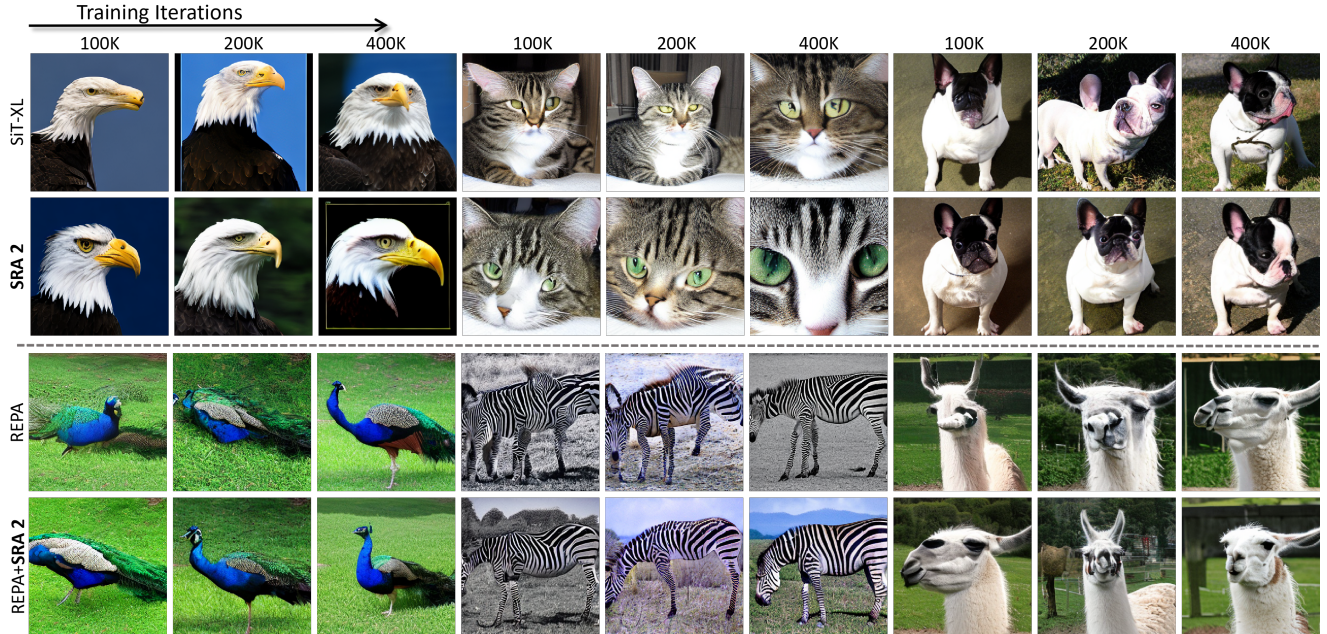 Training Iterations
100K 200K 400K 100K 200K 400K 100K 200K 400K
SiT-XL
SRA 2
REPA
REPA+SRA 2